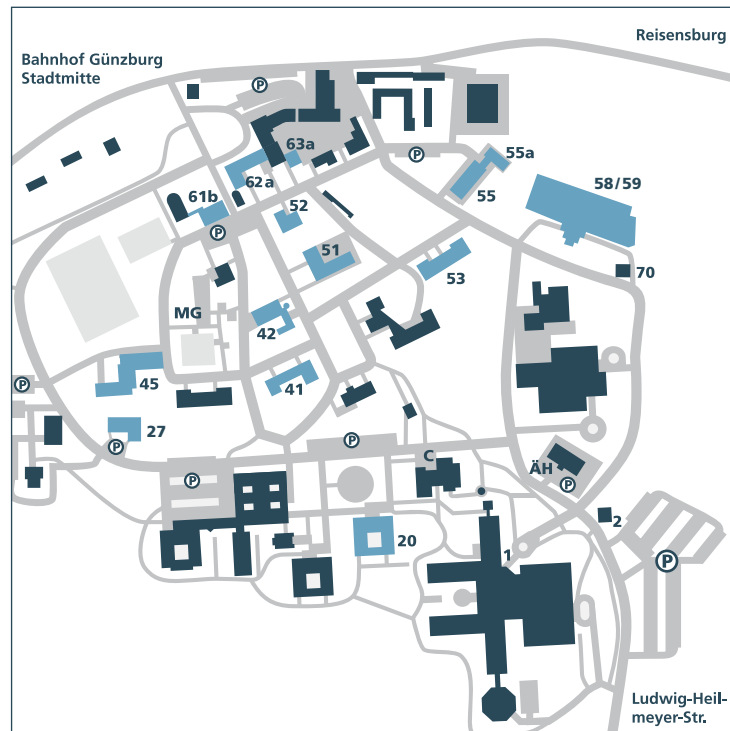 Reisensburg
Bahnhof Günzburg
Stadtmitte
P
63a
P
55a
62a
58/59
61b
55
52
P
51
53
70
MG
42
45
41
P
27
P
P
C
P
ÄH
P
2
20
1
P
Ludwig-Heil-
meyer-Str.